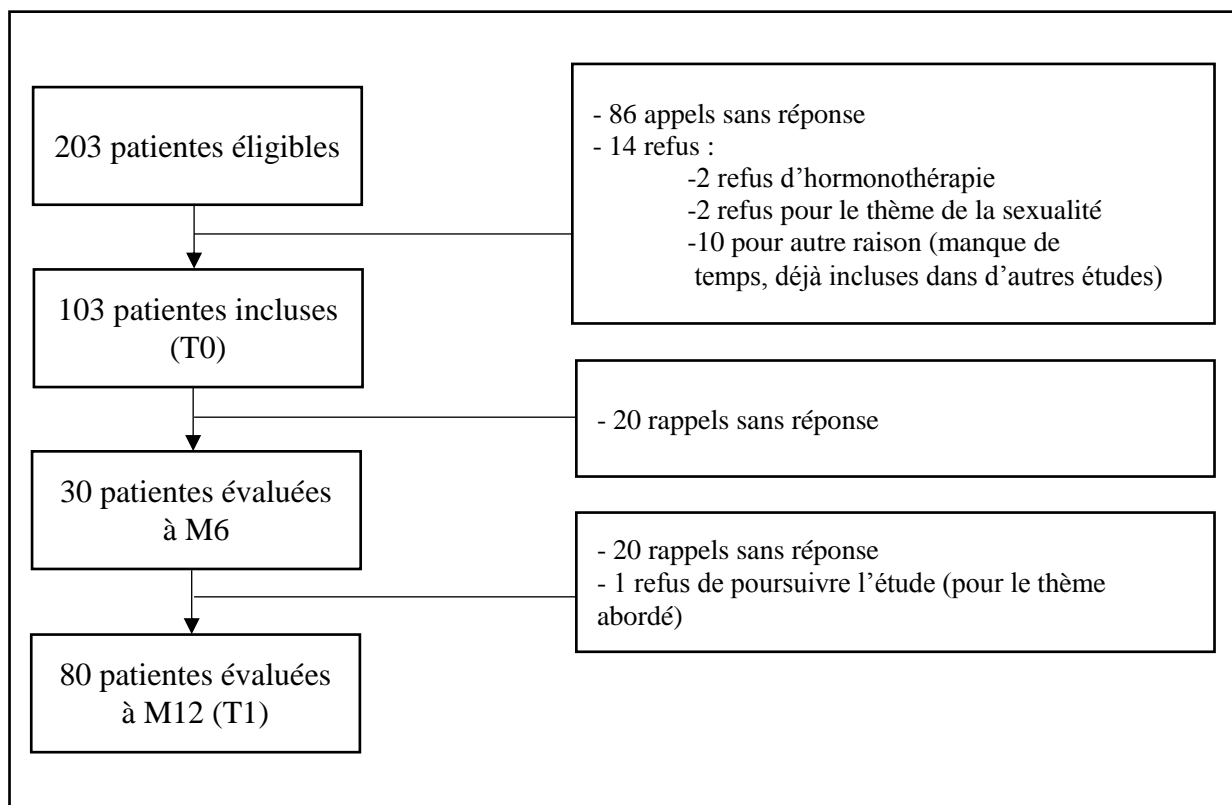 203 patientes éligibles
- 86 appels sans réponse
- 14 refus :
-2 refus d’hormonothérapie
-2 refus pour le thème de la sexualité
-10 pour autre raison (manque de
temps, déjà incluses dans d’autres études)
103 patientes incluses
(T0)
- 20 rappels sans réponse
30 patientes évaluées
à M6
- 20 rappels sans réponse
- 1 refus de poursuivre l’étude (pour le thème
abordé)
80 patientes évaluées
à M12 (T1)